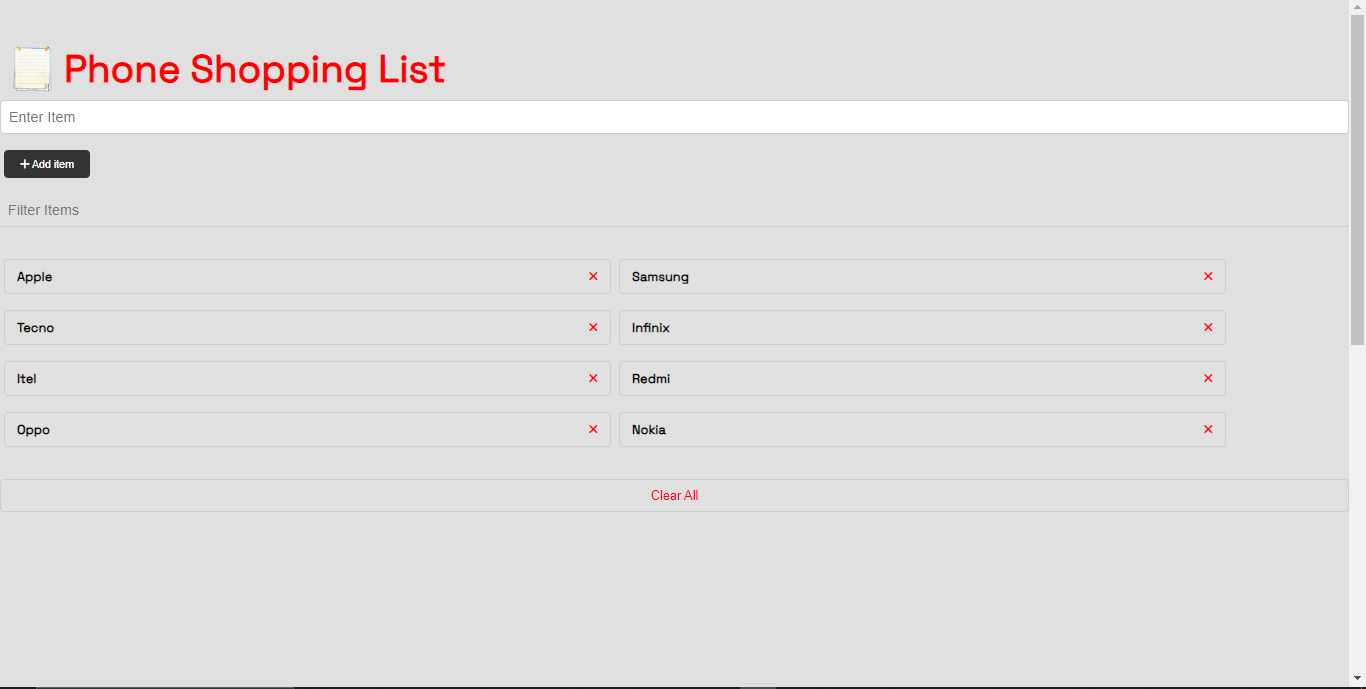 Phone Shopping List
Enter Item
+ Add item
Filter Items
Apple ✕ Samsung ✕
Tecno ✕ Infinix ✕
Itel ✕ Redmi ✕
Oppo ✕ Nokia ✕
Clear All